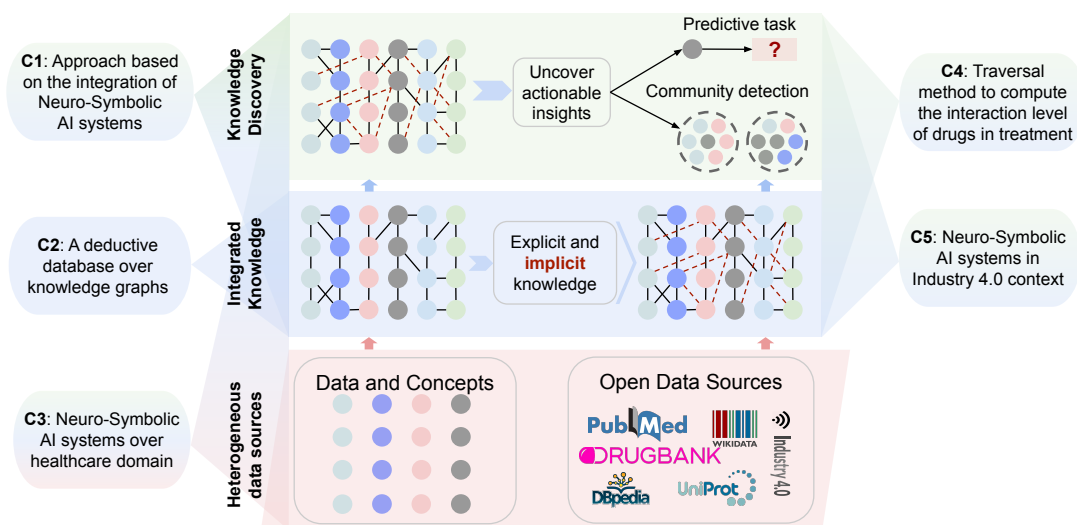 C1: Approach based
on the integration of
Neuro-Symbolic
AI systems
C2: A deductive
database over
knowledge graphs
C3: Neuro-Symbolic
AI systems over
healthcare domain
Knowledge
Discovery
Uncover
actionable
insights
Predictive task
?
Community detection
Integrated
Knowledge
Explicit and
implicit
knowledge
Heterogeneous
data sources
Data and Concepts
Open Data Sources
PubMed
WIKIDATA
DRUGBANK
DBpedia
UniProt
Industry 4.0
C4: Traversal
method to compute
the interaction level
of drugs in treatment
C5: Neuro-Symbolic
AI systems in
Industry 4.0 context